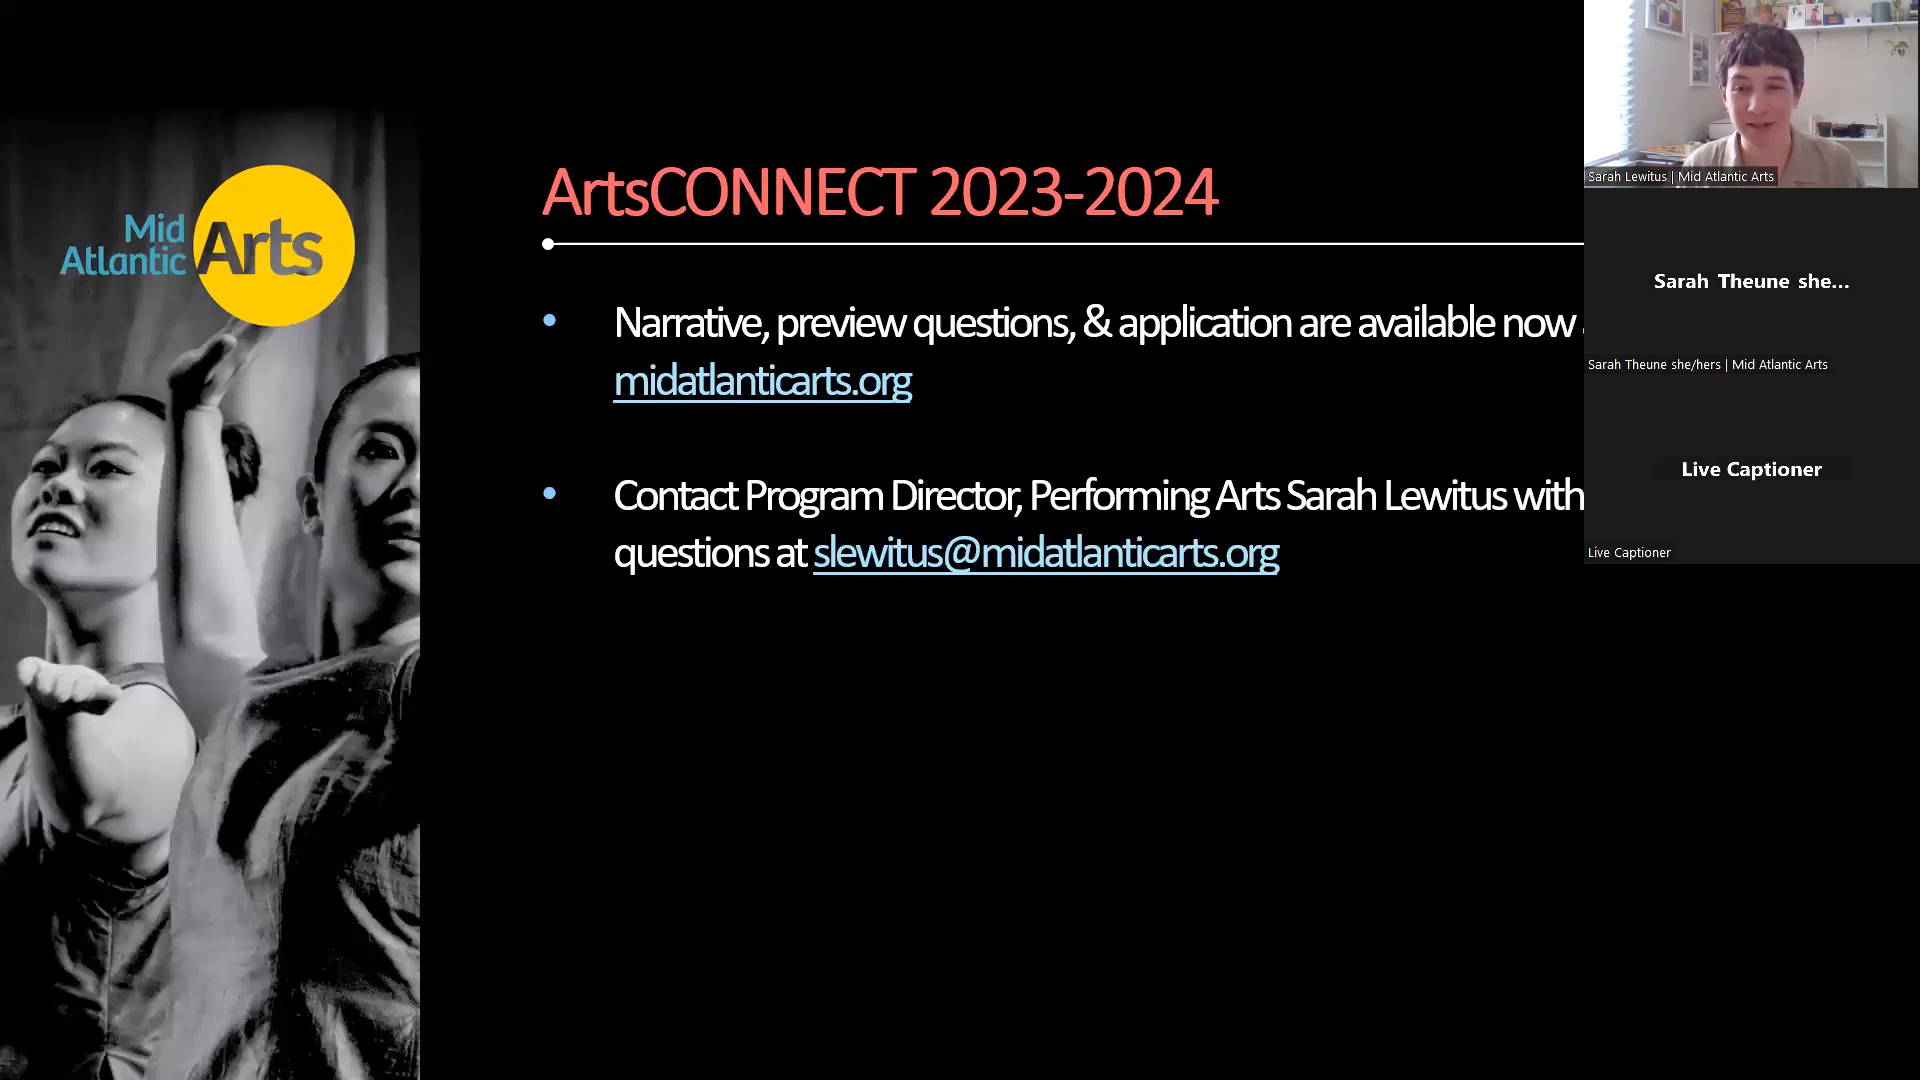 Mid
Atlantic
Arts
ArtsCONNECT 2023-2024
Narrative, preview questions, & application are available now
midatlanticarts.org
Contact Program Director, Performing Arts Sarah Lewitus with
questions at slewitus@midatlanticarts.org
Sarah Lewitus | Mid Atlantic Arts
Sarah Theune she...
Sarah Theune she/hers | Mid Atlantic Arts
Live Captioner
Live Captioner